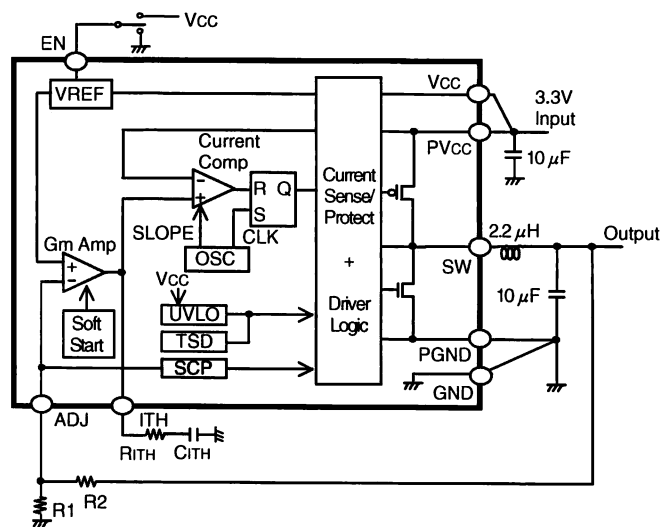 VCC
EN
VREF
VCC
3.3V
Input
PVCC
10 μF
Current
Comp
-
+
R Q
S
SLOPE
CLK
OSC
Current
Sense/
Protect
+
Driver
Logic
2.2 μH
Output
SW
10 μF
Gm Amp
+
-
Soft
Start
VCC
UVLO
TSD
SCP
PGND
GND
ADJ
ITH
RITH
CITH
R2
R1